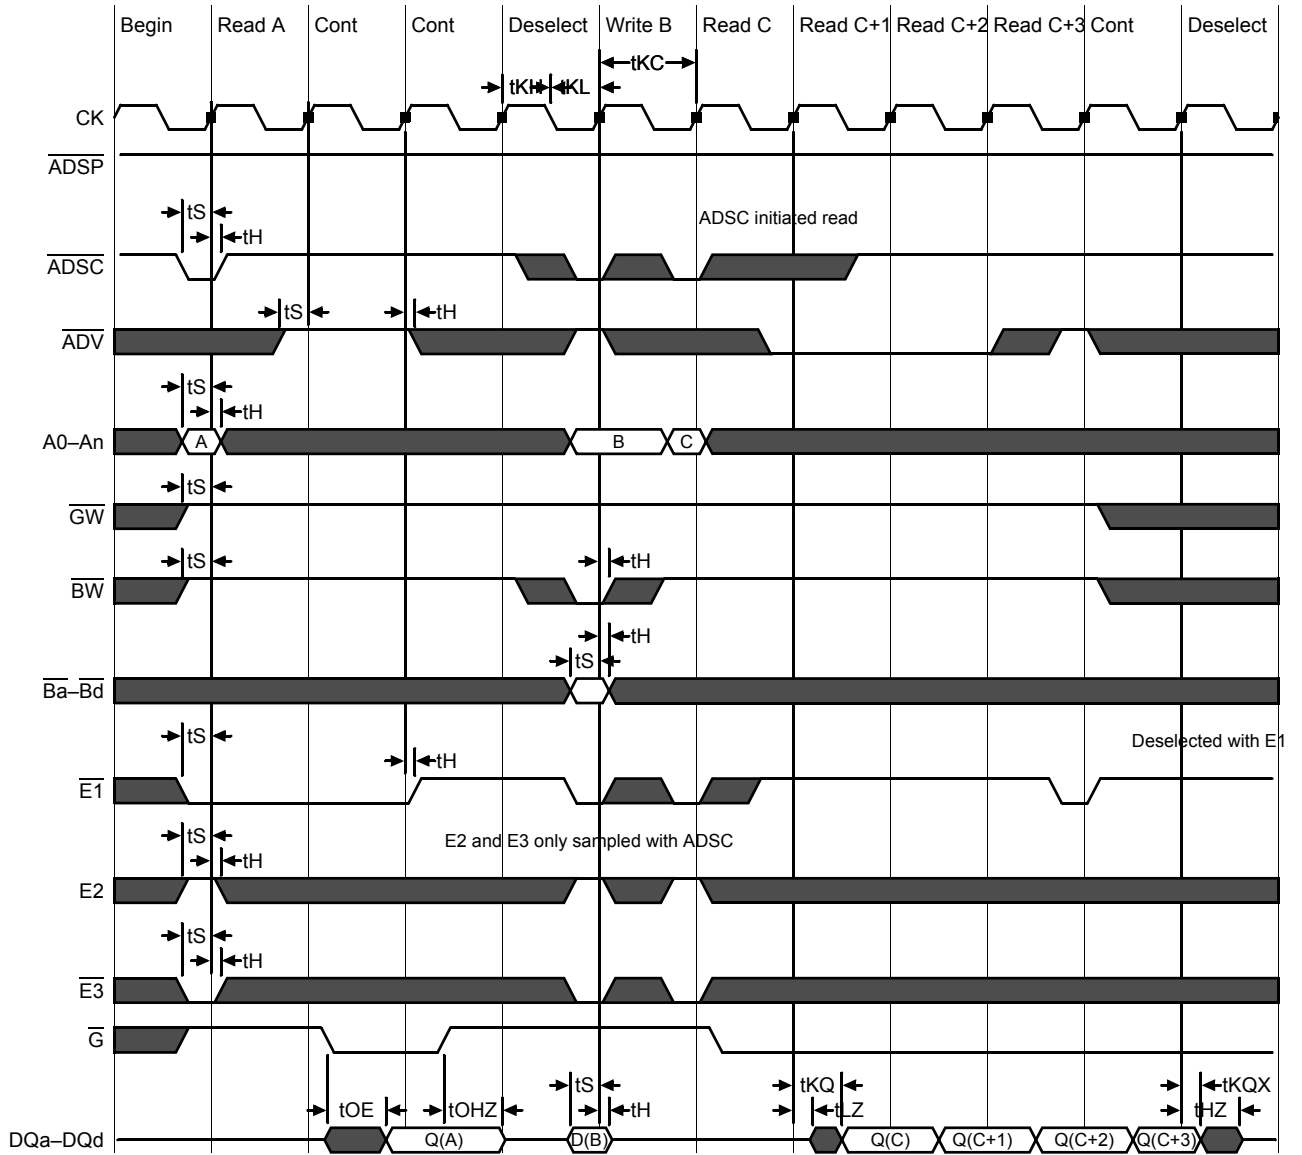 Begin Read A Cont Cont Deselect Write B Read C Read C+1 Read C+2 Read C+3 Cont Deselect
tKC
tKH tKL
CK
ADSP
tS ADSC initiated read
tH
ADSC
tS tH
ADV
tS
tH
A0–An A B C
tS
GW
tS tH
BW
tH
tS
Ba–Bd
tS Deselected with E1
tH
E1
tS E2 and E3 only sampled with ADSC
tH
E2
tS
tH
E3
G
tS tKQ tKQX
tOE tOHZ tH tLZ tHZ
DQa–DQd Q(A) D(B) Q(C) Q(C+1) Q(C+2) Q(C+3)